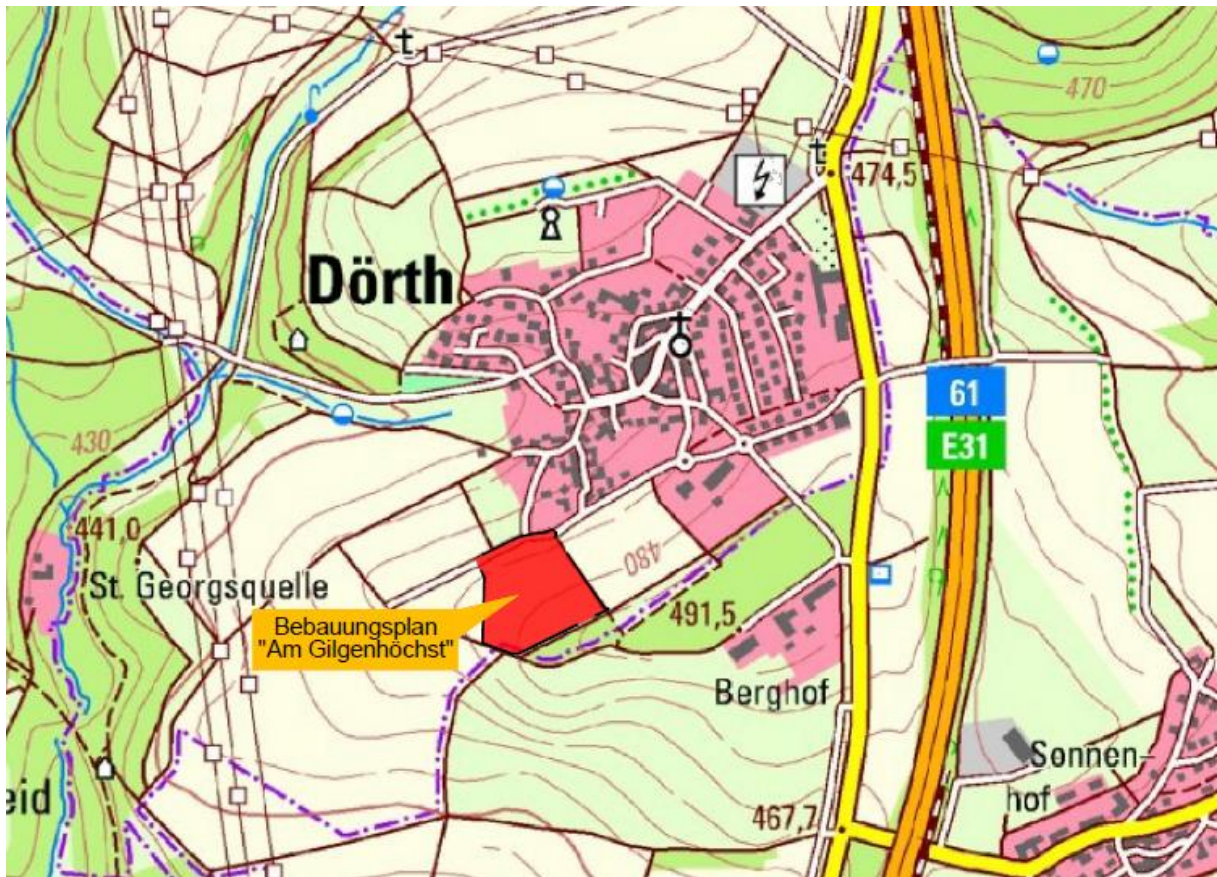 470
474,5
Dörth
61
E31
430
441,0
480
St. Georgsquelle
491,5
Bebauungsplan
"Am Gilgenhöchst"
Berghof
Sonnen-
hof
eid
467,7